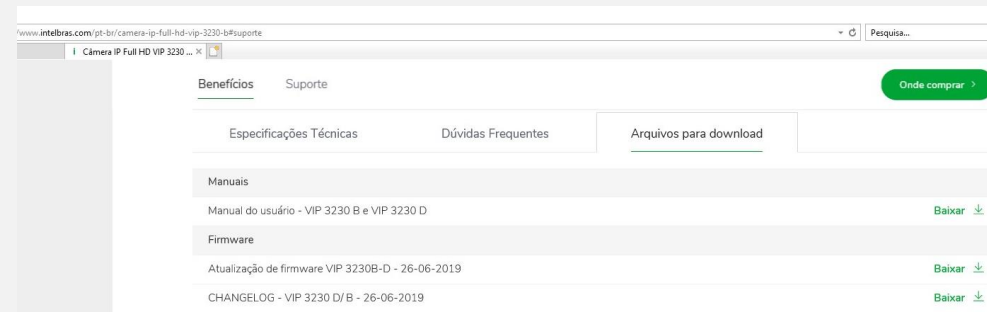 /www.intelbras.com/pt-br/camera-ip-full-hd-vip-3230-b#suporte
Pesquisa...
i Câmera IP Full HD VIP 3230 ... ×
Benefícios Suporte
Onde comprar >
Especificações Técnicas Dúvidas Frequentes Arquivos para download
Manuais
Manual do usuário - VIP 3230 B e VIP 3230 D Baixar
Firmware
Atualização de firmware VIP 3230B-D - 26-06-2019 Baixar
CHANGELOG - VIP 3230 D/ B - 26-06-2019 Baixar